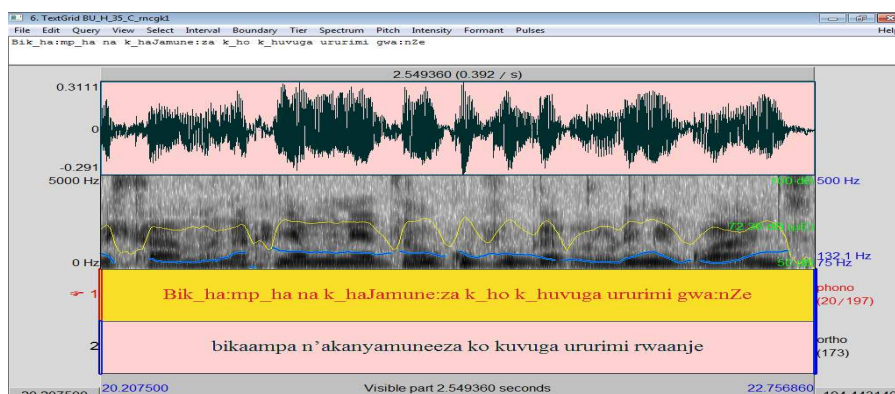 6. TextGrid BU_H_35_C_rncgk1
File Edit Query View Select Interval Boundary Tier Spectrum Pitch Intensity Formant Pulses Help
Bik_ha:mp_ha na k_haJamune:za k_ho k_huvuga ururimi gwa:nZe
2.549360 (0.392 / s)
0.3111
0
-0.291
5000 Hz
500 Hz
0 Hz
132.1 Hz
75 Hz
1 Bik_ha:mp_ha na k_haJamune:za k_ho k_huvuga ururimi gwa:nZe phono
(20/197)
2 bikaampa n’akanyamuneeza ko kuvuga ururimi rwaanje ortho
(173)
20.207500 20.207500 Visible part 2.549360 seconds 22.756860